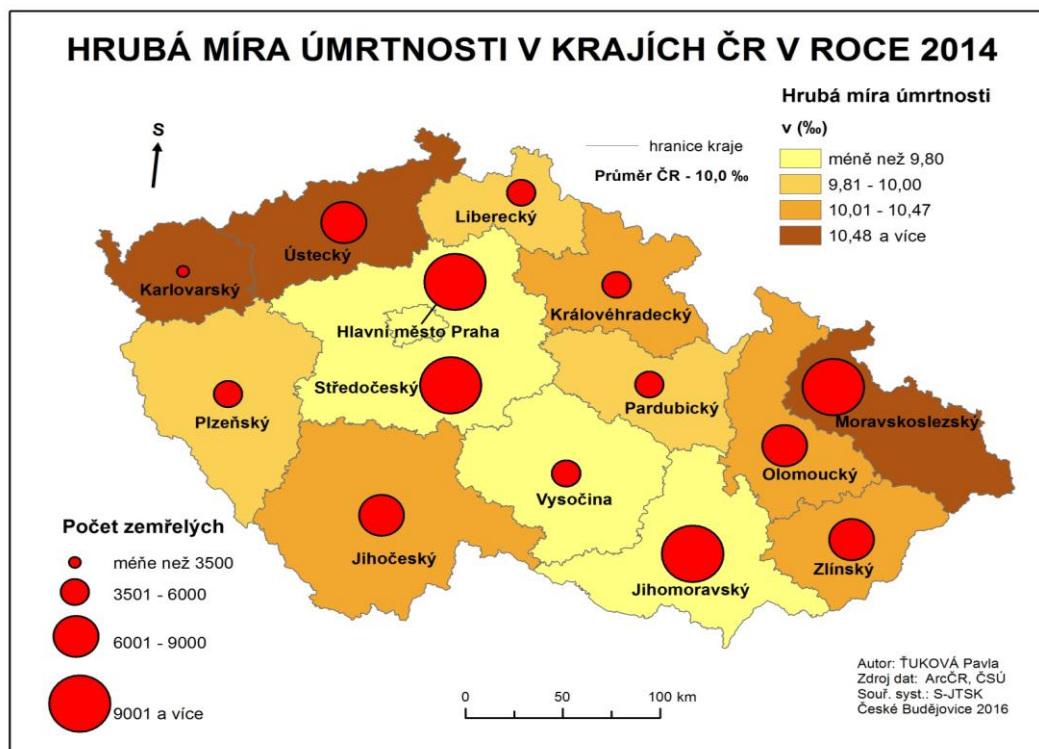 HRUBÁ MÍRA ÚMRTNOSTI V KRAJÍCH ČR V ROCE 2014
Hrubá míra úmrtnosti
v (‰)
méně než 9,80
9,81 - 10,00
10,01 - 10,47
10,48 a více
S
hranice kraje
Průměr ČR - 10,0 ‰
Liberecký
Ústecký
Karlovarský
Královéhradecký
Hlavní město Praha
Středočeský
Pardubický
Plzeňský
Moravskoslezský
Olomoucký
Vysočina
Jihočeský
Zlínský
Jihomoravský
Počet zemřelých
méňe než 3500
3501 - 6000
6001 - 9000
9001 a více
0 50 100 km
Autor: ŤUKOVÁ Pavla
Zdroj dat: ArcČR, ČSÚ
Souř. syst.: S-JTSK
České Budějovice 2016